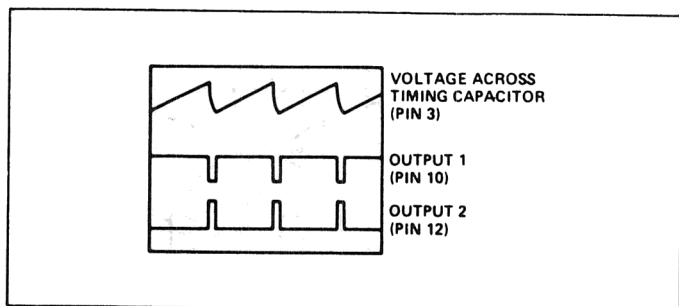 VOLTAGE ACROSS
TIMING CAPACITOR
(PIN 3)
OUTPUT 1
(PIN 10)
OUTPUT 2
(PIN 12)